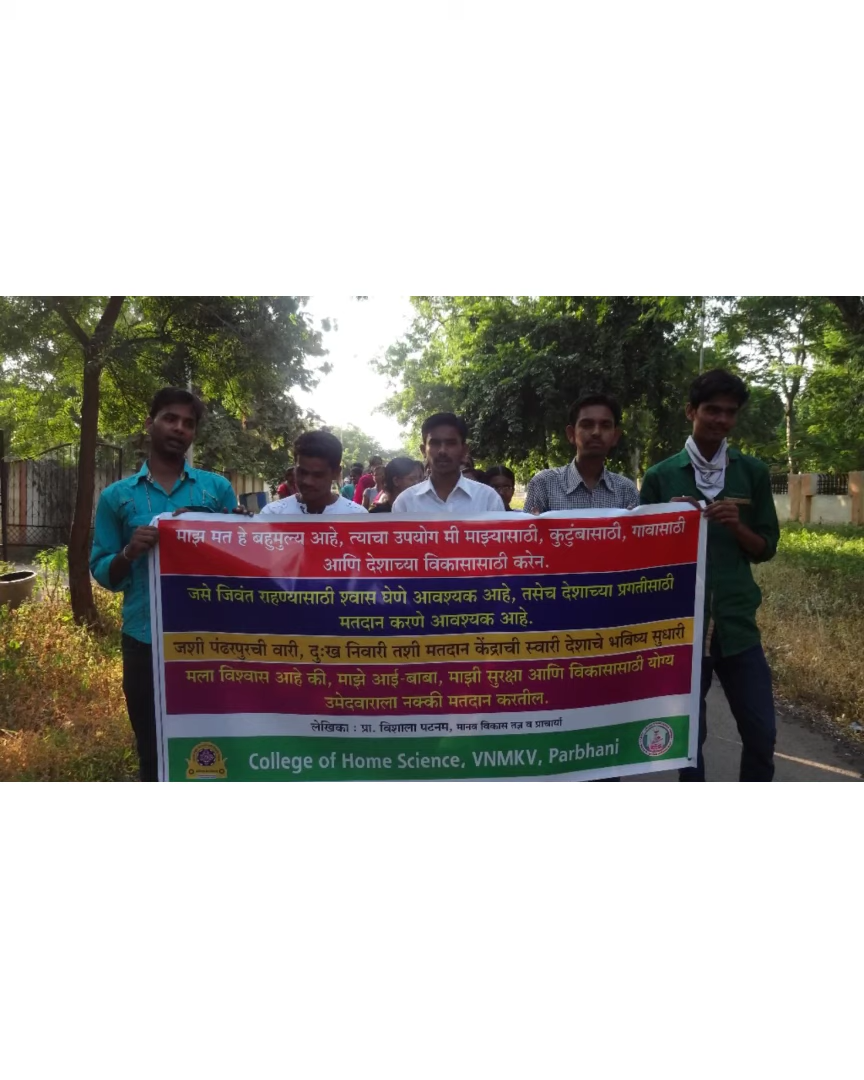 माझं मत हे बहुमुल्य आहे, त्याचा उपयोग मी माझ्यासाठी, कुटुंबासाठी, गावासाठी
आणि देशाच्या विकासासाठी करेन.
जसे जिवंत राहण्यासाठी श्वास घेणे आवश्यक आहे, तसेच देशाच्या प्रगतीसाठी
मतदान करणे आवश्यक आहे.
जशी पंढरपुरची वारी, दुःख निवारी तशी मतदान केंद्राची स्वारी देशाचे भविष्य सुधारी
मला विश्वास आहे की, माझे आई-बाबा, माझी सुरक्षा आणि विकासासाठी योग्य
उमेदवाराला नक्की मतदान करतील.
लेखिका : प्रा. विशाला पटनम, मानव विकास तज्ञ व प्राचार्या
College of Home Science, VNMKV, Parbhani